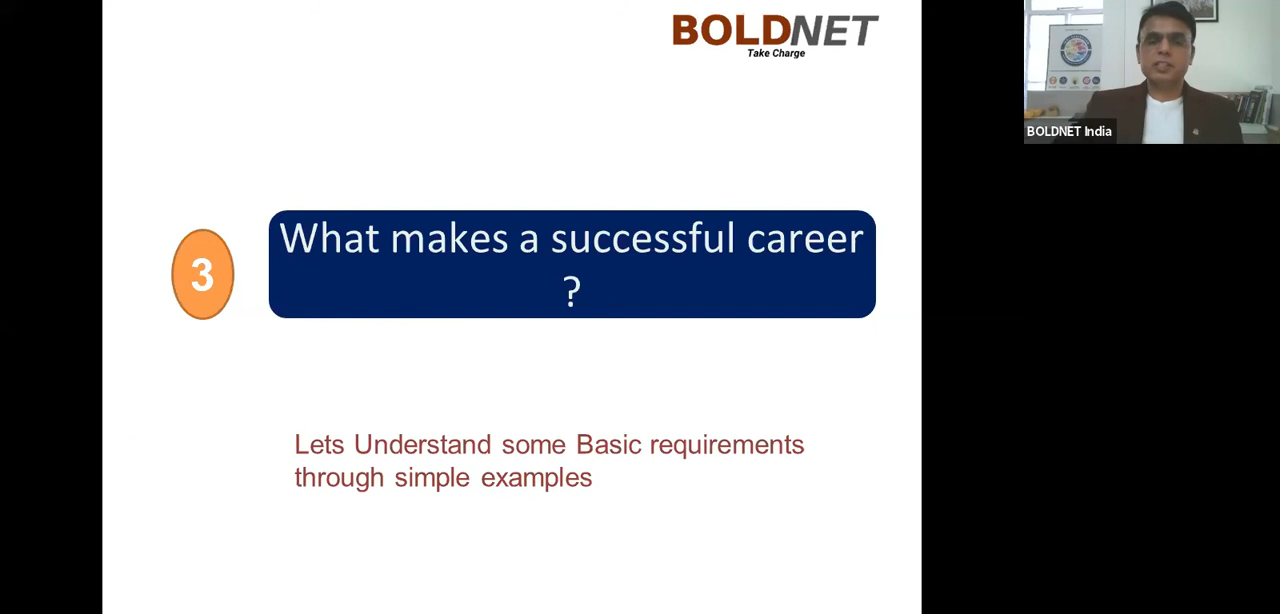 BOLDNET
Take Charge
BOLDNET India
3
What makes a successful career
?
Lets Understand some Basic requirements
through simple examples